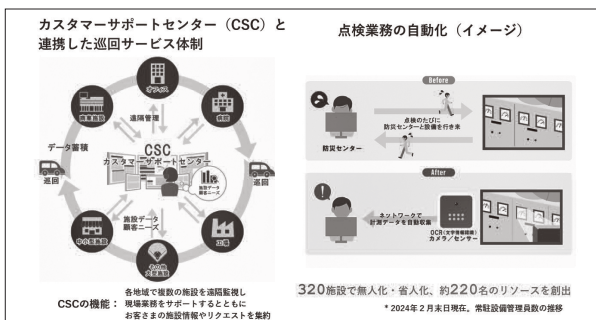 カスタマーサポートセンター（CSC）と
連携した巡回サービス体制
オフィス
商業施設
病院
遠隔管理
データ蓄積
CSC
カスタマーサポートセンター
巡回
巡回
施設データ
顧客ニーズ
施設データ
顧客ニーズ
中小型施設
工場
その他
大型施設
CSCの機能：
各地域で複数の施設を遠隔監視し
現場業務をサポートするとともに
お客さまの施設情報やリクエストを集約
点検業務の自動化（イメージ）
Before
点検のたびに
防災センターと設備を行き来
防災センター
After
ネットワークで
計測データを自動収集
OCR(文字情報認識)
カメラ／センサー
320施設で無人化・省人化、約220名のリソースを創出
*2024年2月末日現在。常駐設備管理員数の推移